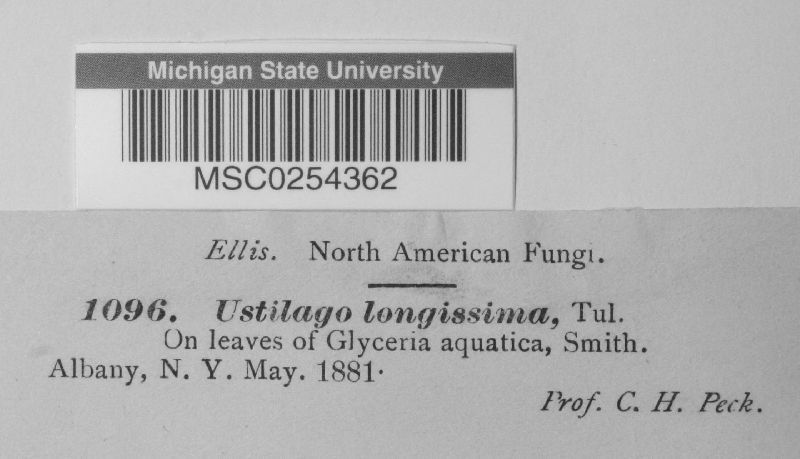 Michigan State University
MSC0254362
Ellis. North American Fungi.
1096. Ustilago longissima, Tul.
On leaves of Glyceria aquatica, Smith.
Albany, N. Y. May. 1881.
Prof. C. H. Peck.